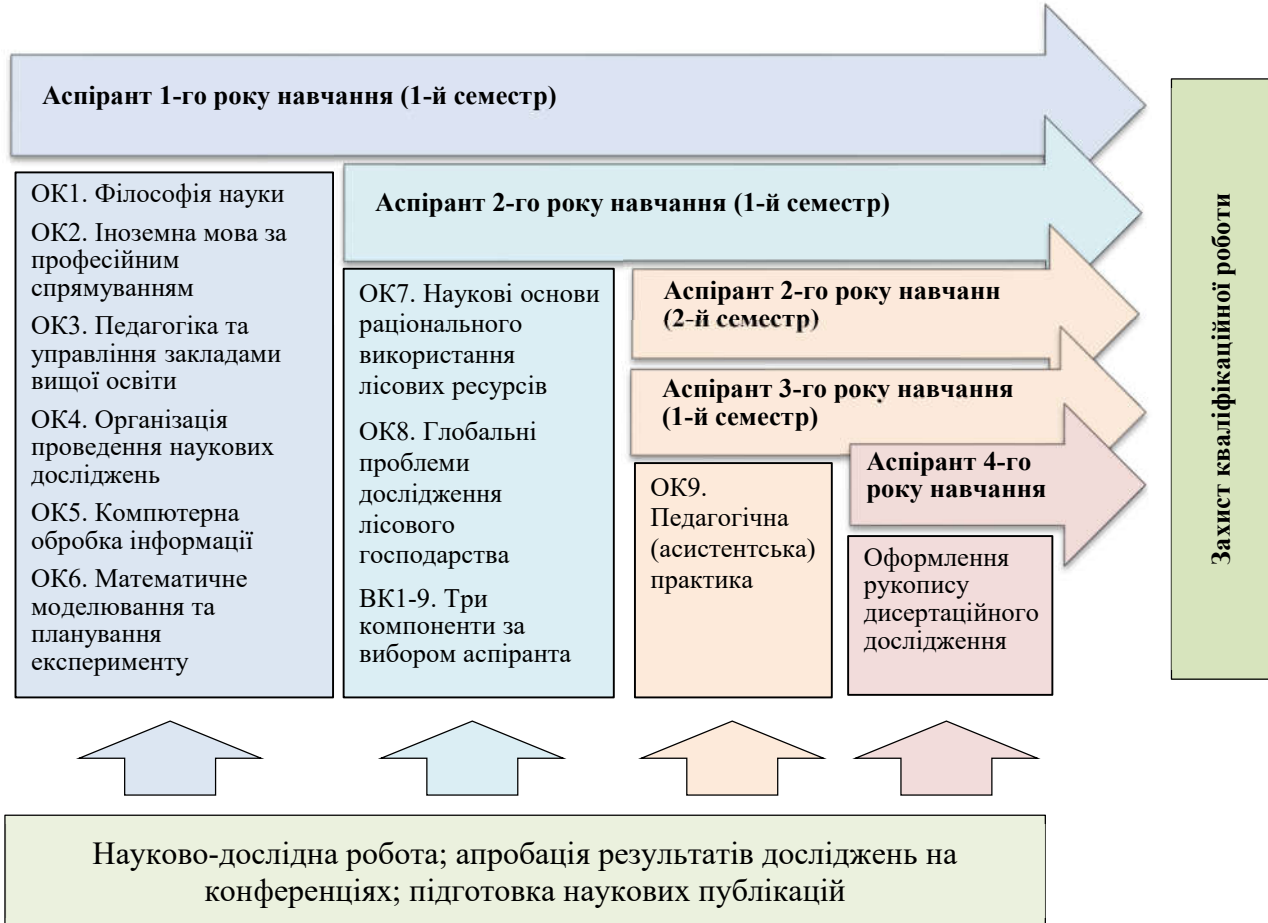 Аспірант 1-го року навчання (1-й семестр)
ОК1. Філософія науки
ОК2. Іноземна мова за
професійним
спрямуванням
ОК3. Педагогіка та
управління закладами
вищої освіти
ОК4. Організація
проведення наукових
досліджень
ОК5. Компютерна
обробка інформації
ОК6. Математичне
моделювання та
планування
експерименту
Аспірант 2-го року навчання (1-й семестр)
ОК7. Наукові основи
раціонального
використання
лісових ресурсів
ОК8. Глобальні
проблеми
дослідження
лісового
господарства
ВК1-9. Три
компоненти за
вибором аспіранта
Аспірант 2-го року навчанн
(2-й семестр)
Аспірант 3-го року навчання
(1-й семестр)
ОК9.
Педагогічна
(асистентська)
практика
Аспірант 4-го
року навчання
Оформлення
рукопису
дисертаційного
дослідження
Захист кваліфікаційної роботи
Науково-дослідна робота; апробація результатів досліджень на
конференціях; підготовка наукових публікацій